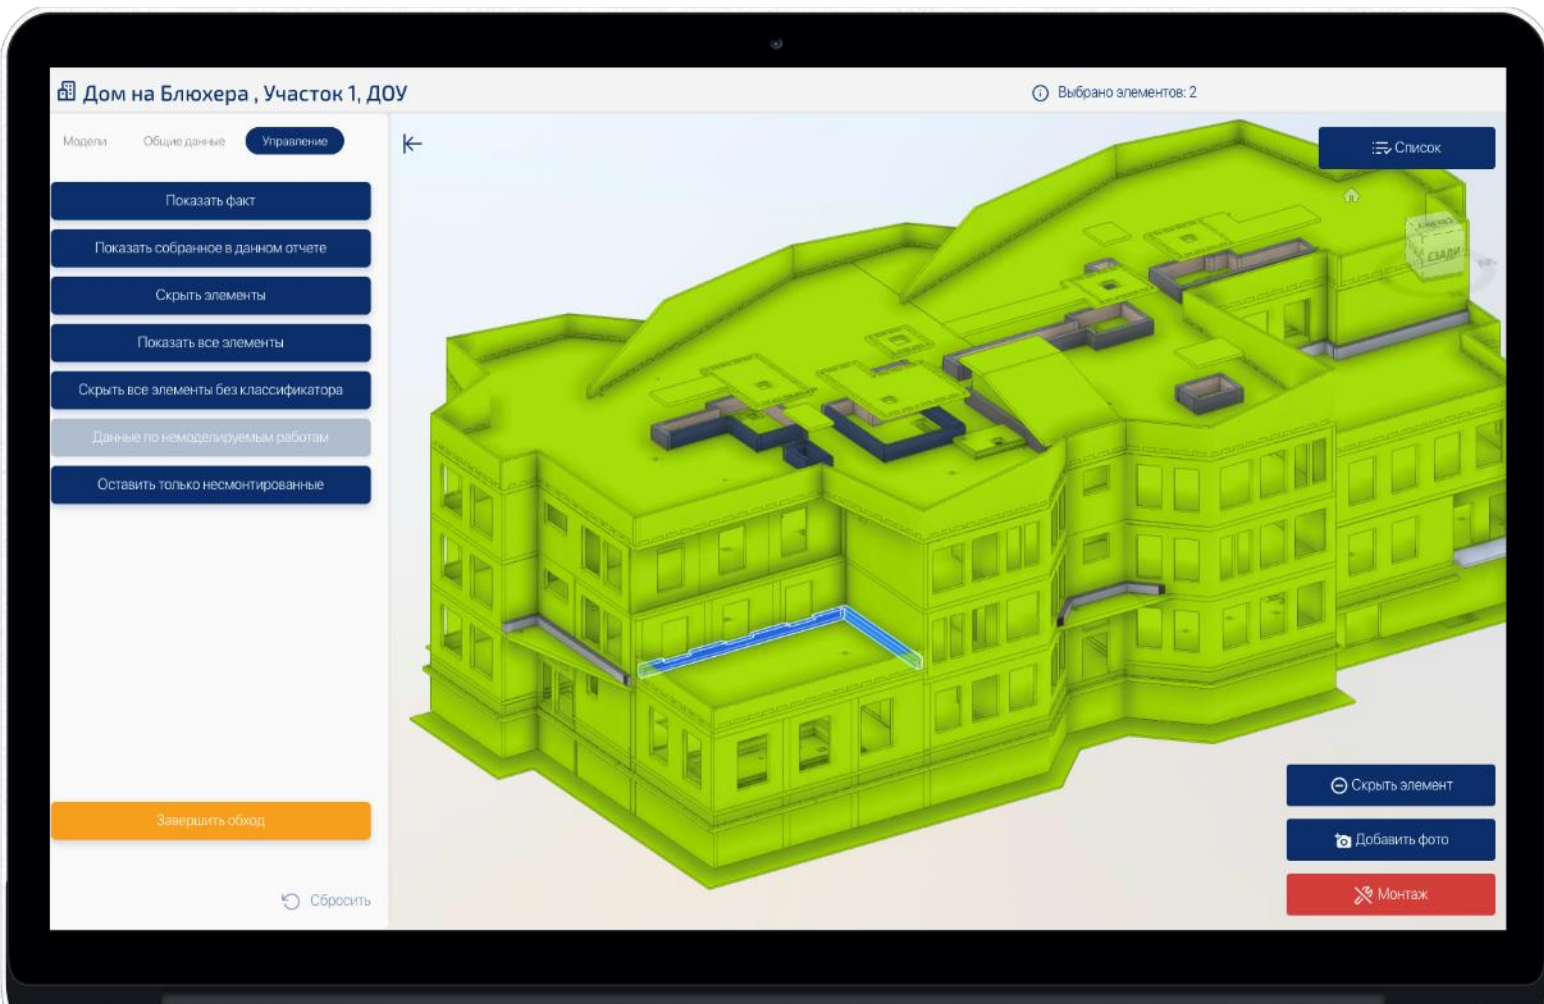 Дом на Блюхера , Участок 1, ДОУ
Выбрано элементов: 2
Модели
Общие данные
Управление
Список
Показать факт
Показать собранное в данном отчете
Скрыть элементы
Показать все элементы
Скрыть все элементы без классификатора
Данные по немоделируемым работам
Оставить только несмонтированные
СЗАДИ
Завершить обход
Сбросить
Скрыть элемент
Добавить фото
Монтаж